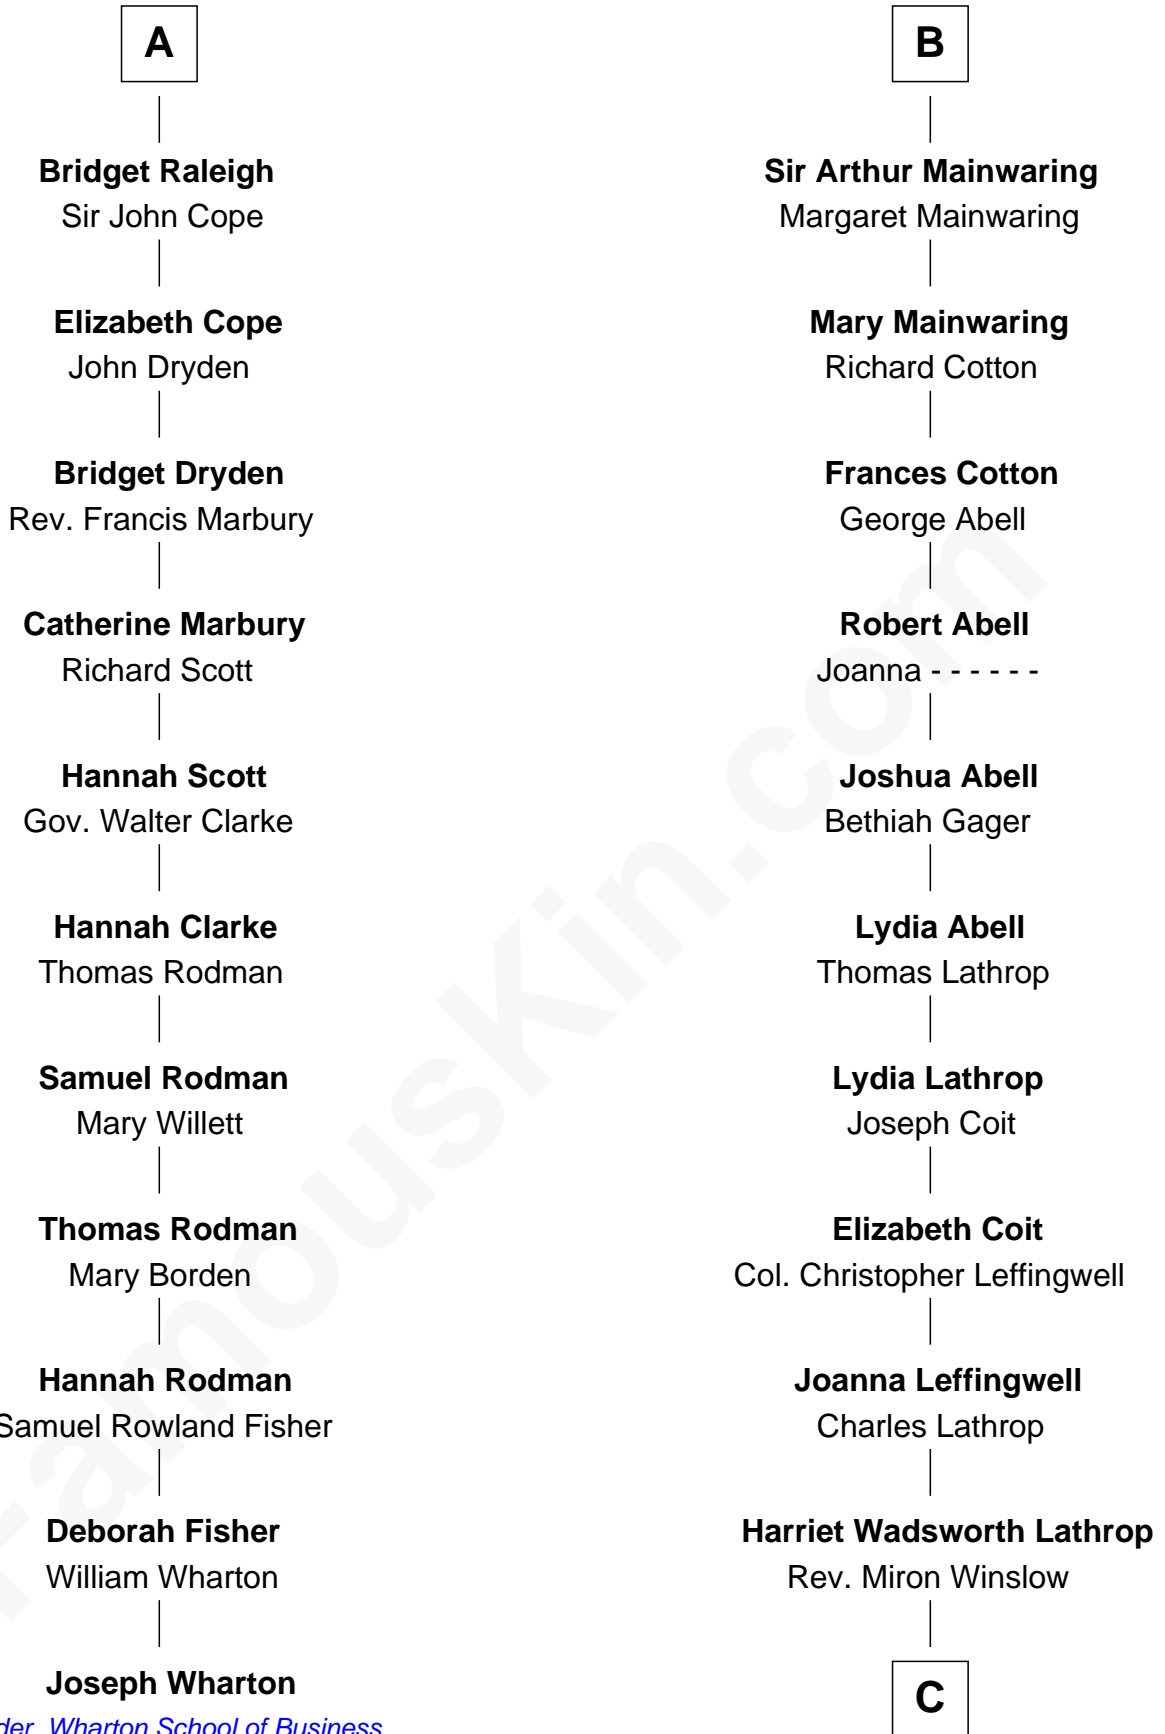 A
Bridget Raleigh
Sir John Cope
Elizabeth Cope
John Dryden
Bridget Dryden
Rev. Francis Marbury
Catherine Marbury
Richard Scott
Hannah Scott
Gov. Walter Clarke
Hannah Clarke
Thomas Rodman
Samuel Rodman
Mary Willett
Thomas Rodman
Mary Borden
Hannah Rodman
Samuel Rowland Fisher
Deborah Fisher
William Wharton
Joseph Wharton
Wharton School of Business
B
Sir Arthur Mainwaring
Margaret Mainwaring
Mary Mainwaring
Richard Cotton
Frances Cotton
George Abell
Robert Abell
Joanna - - - - - -
Joshua Abell
Bethiah Gager
Lydia Abell
Thomas Lathrop
Lydia Lathrop
Joseph Coit
Elizabeth Coit
Col. Christopher Leffingwell
Joanna Leffingwell
Charles Lathrop
Harriet Wadsworth Lathrop
Rev. Miron Winslow
C
FamousKin.com